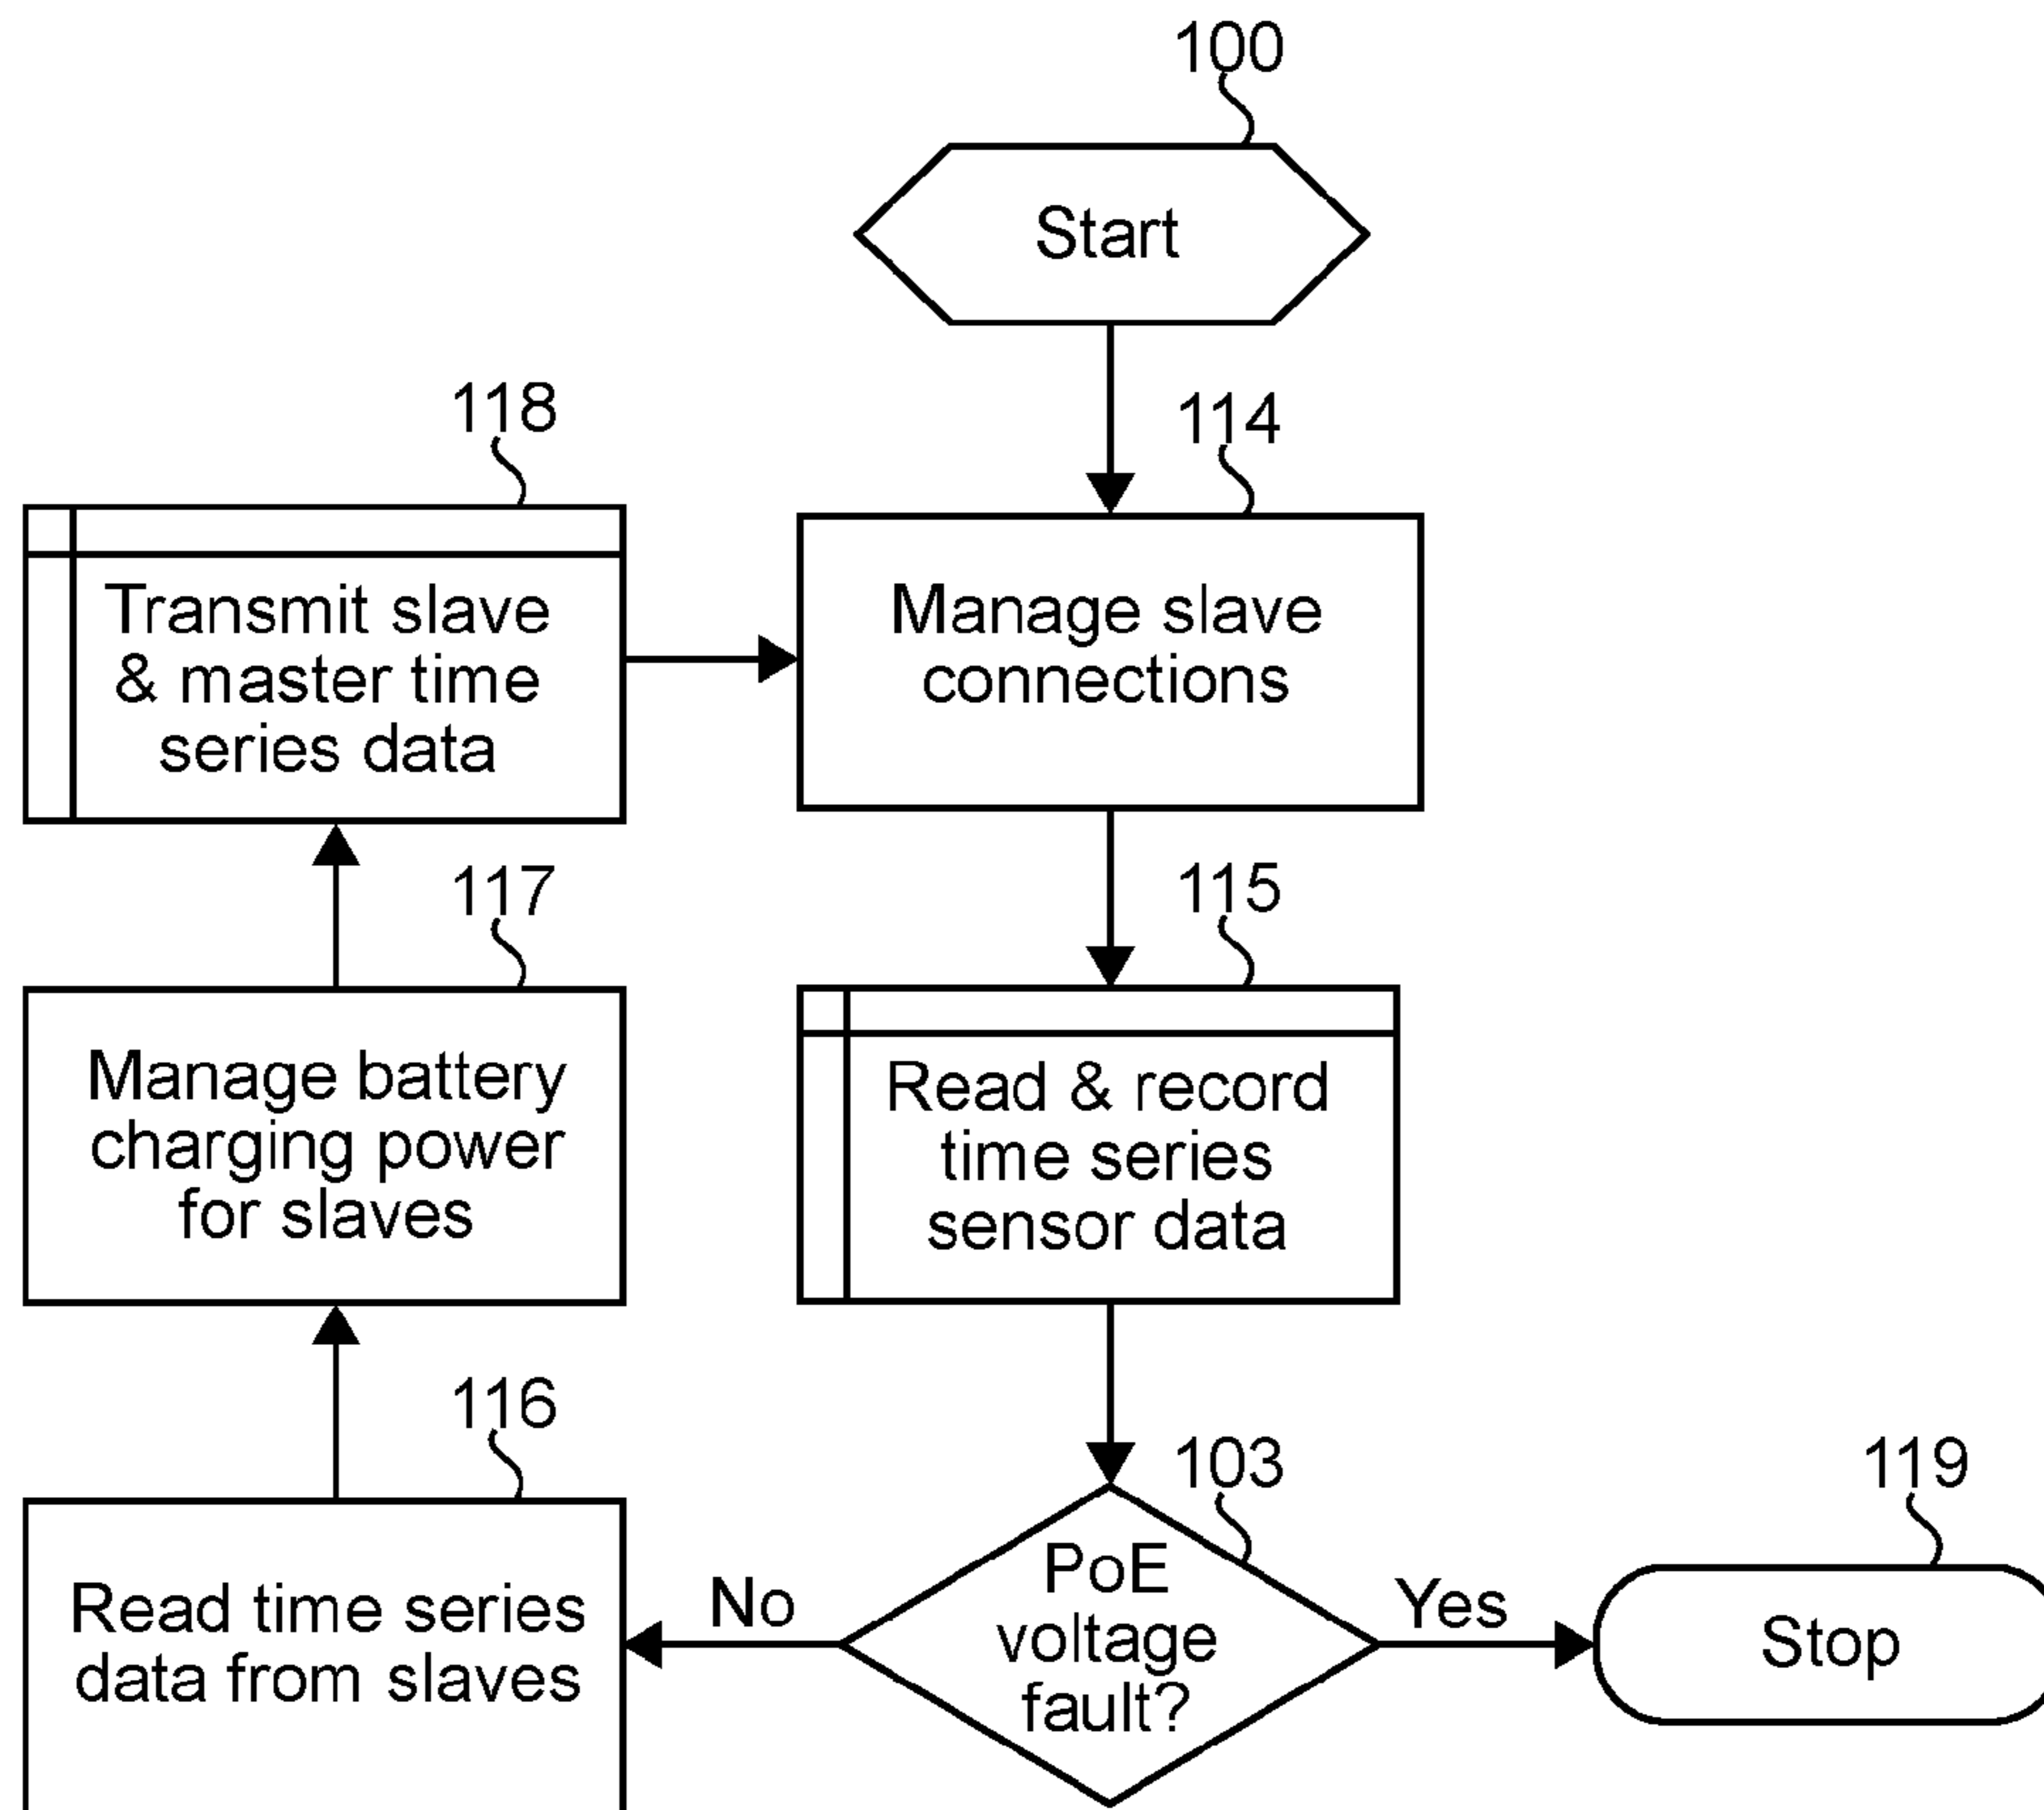 100
Start
118
114
Transmit slave
& master time
series data
Manage slave
connections
117
115
Manage battery
charging power
for slaves
Read & record
time series
sensor data
116
103
119
Read time series
data from slaves
No
PoE
voltage
fault?
Yes
Stop